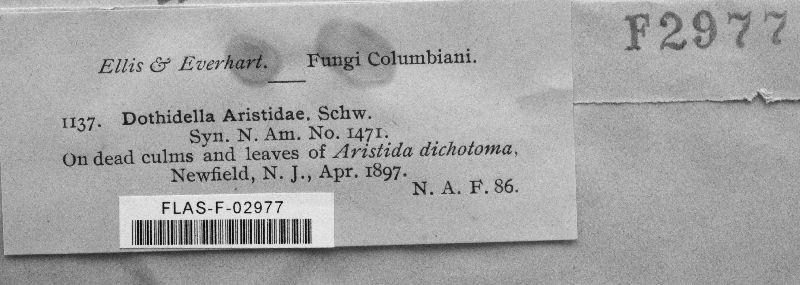 F2977
Ellis & Everhart. Fungi Columbiani.
1137. Dothidella Aristidae, Schw.
Syn. N. Am. No. 1471.
On dead culms and leaves of Aristida dichotoma,
Newfield, N. J., Apr. 1897.
N. A. F. 86.
FLAS-F-02977